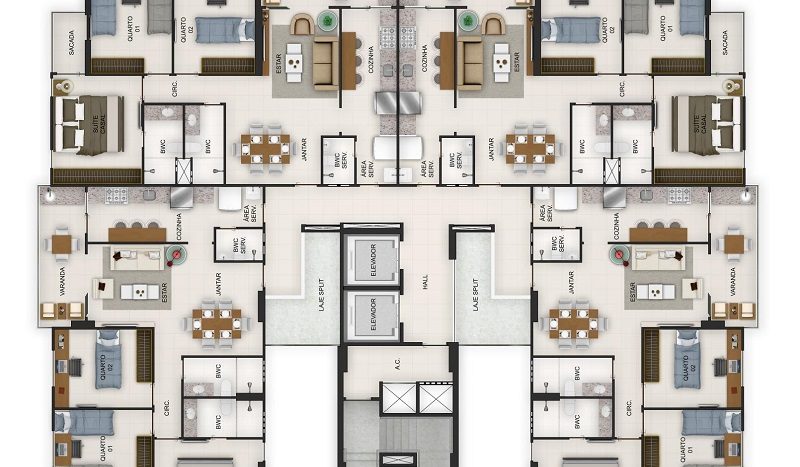 QUARTO 01
QUARTO 02
ESTAR
COZINHA
COZINHA
ESTAR
QUARTO 02
QUARTO 01
SACADA
SACADA
CIRC.
CIRC.
SUÍTE CASAL
BWC
BWC
JANTAR
BWC SERV.
ÁREA SERV.
ÁREA SERV.
BWC SERV.
JANTAR
BWC
BWC
SUÍTE CASAL
COZINHA
ÁREA SERV.
ÁREA SERV.
COZINHA
BWC SERV.
BWC SERV.
VARANDA
ESTAR
JANTAR
LAJE SPLIT
ELEVADOR
ELEVADOR
HALL
LAJE SPLIT
JANTAR
ESTAR
VARANDA
QUARTO 02
BWC
A.C.
BWC
QUARTO 02
CIRC.
BWC
BWC
CIRC.
QUARTO 01
QUARTO 01